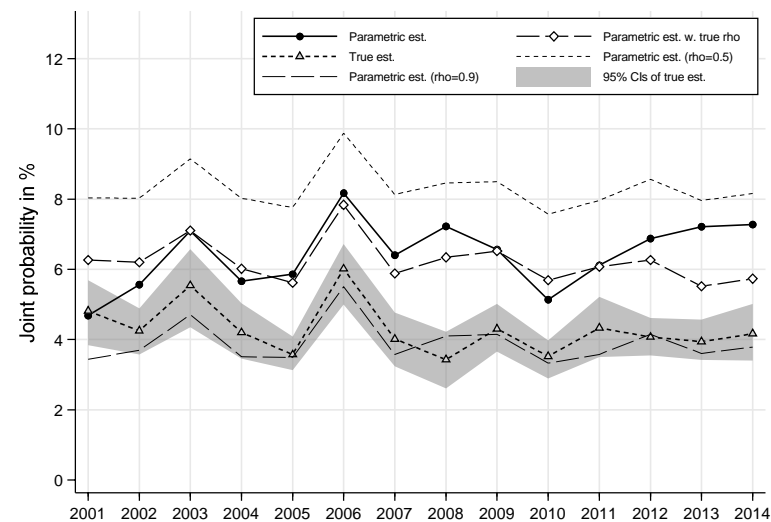 Parametric est.
Parametric est. w. true rho
True est.
Parametric est. (rho=0.5)
Parametric est. (rho=0.9)
95% CIs of true est.
Joint probability in %
12
10
8
6
4
2
0
2001 2002 2003 2004 2005 2006 2007 2008 2009 2010 2011 2012 2013 2014